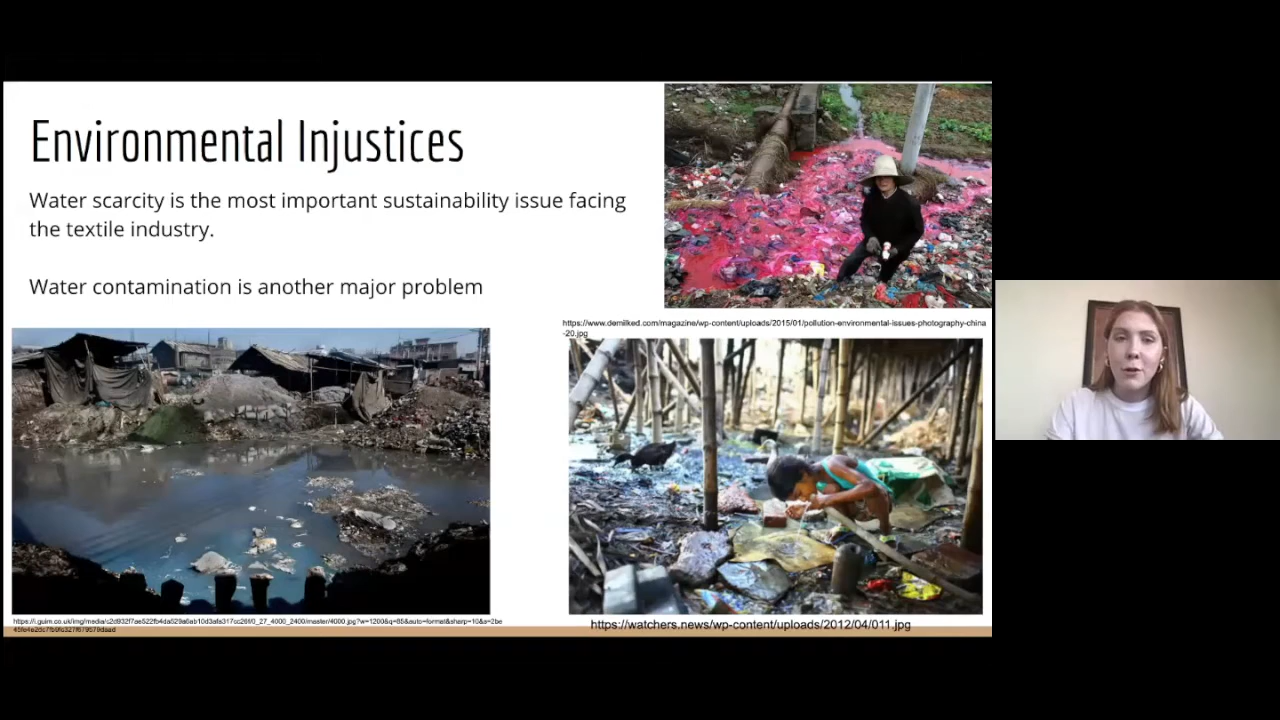 Environmental Injustices
Water scarcity is the most important sustainability issue facing
the textile industry.
Water contamination is another major problem
https://www.demilked.com/magazine/wp-content/uploads/2015/01/pollution-environmental-issues-photography-china
-20.jpg
https://watchers.news/wp-content/uploads/2012/04/011.jpg